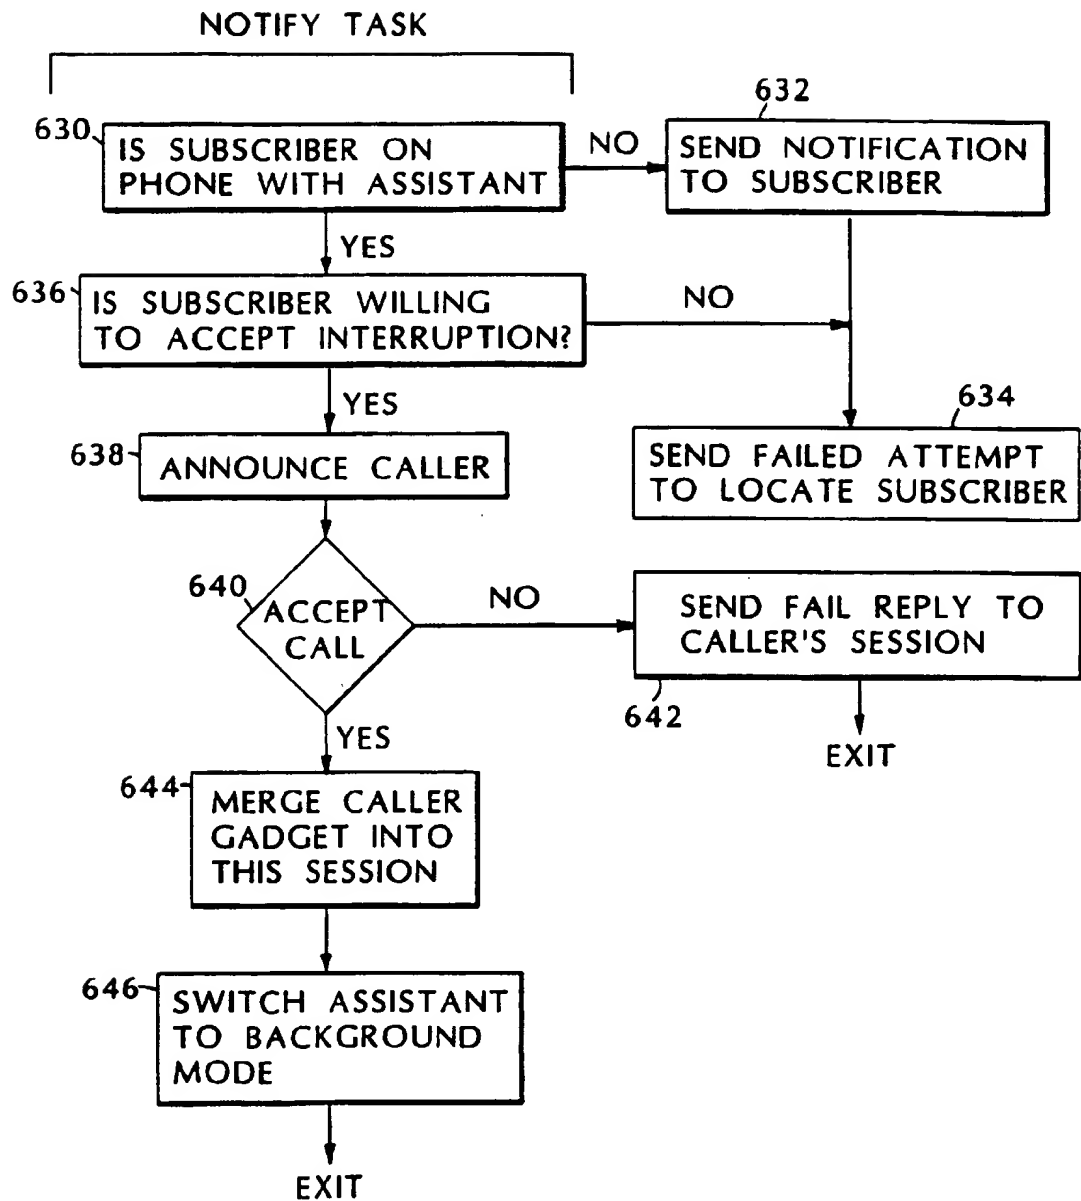 NOTIFY TASK
630
IS SUBSCRIBER ON
PHONE WITH ASSISTANT
NO
632
SEND NOTIFICATION
TO SUBSCRIBER
YES
636
IS SUBSCRIBER WILLING
TO ACCEPT INTERRUPTION?
NO
YES
634
SEND FAILED ATTEMPT
TO LOCATE SUBSCRIBER
638
ANNOUNCE CALLER
640
ACCEPT
CALL
NO
SEND FAIL REPLY TO
CALLER'S SESSION
642
EXIT
YES
644
MERGE CALLER
GADGET INTO
THIS SESSION
646
SWITCH ASSISTANT
TO BACKGROUND
MODE
EXIT